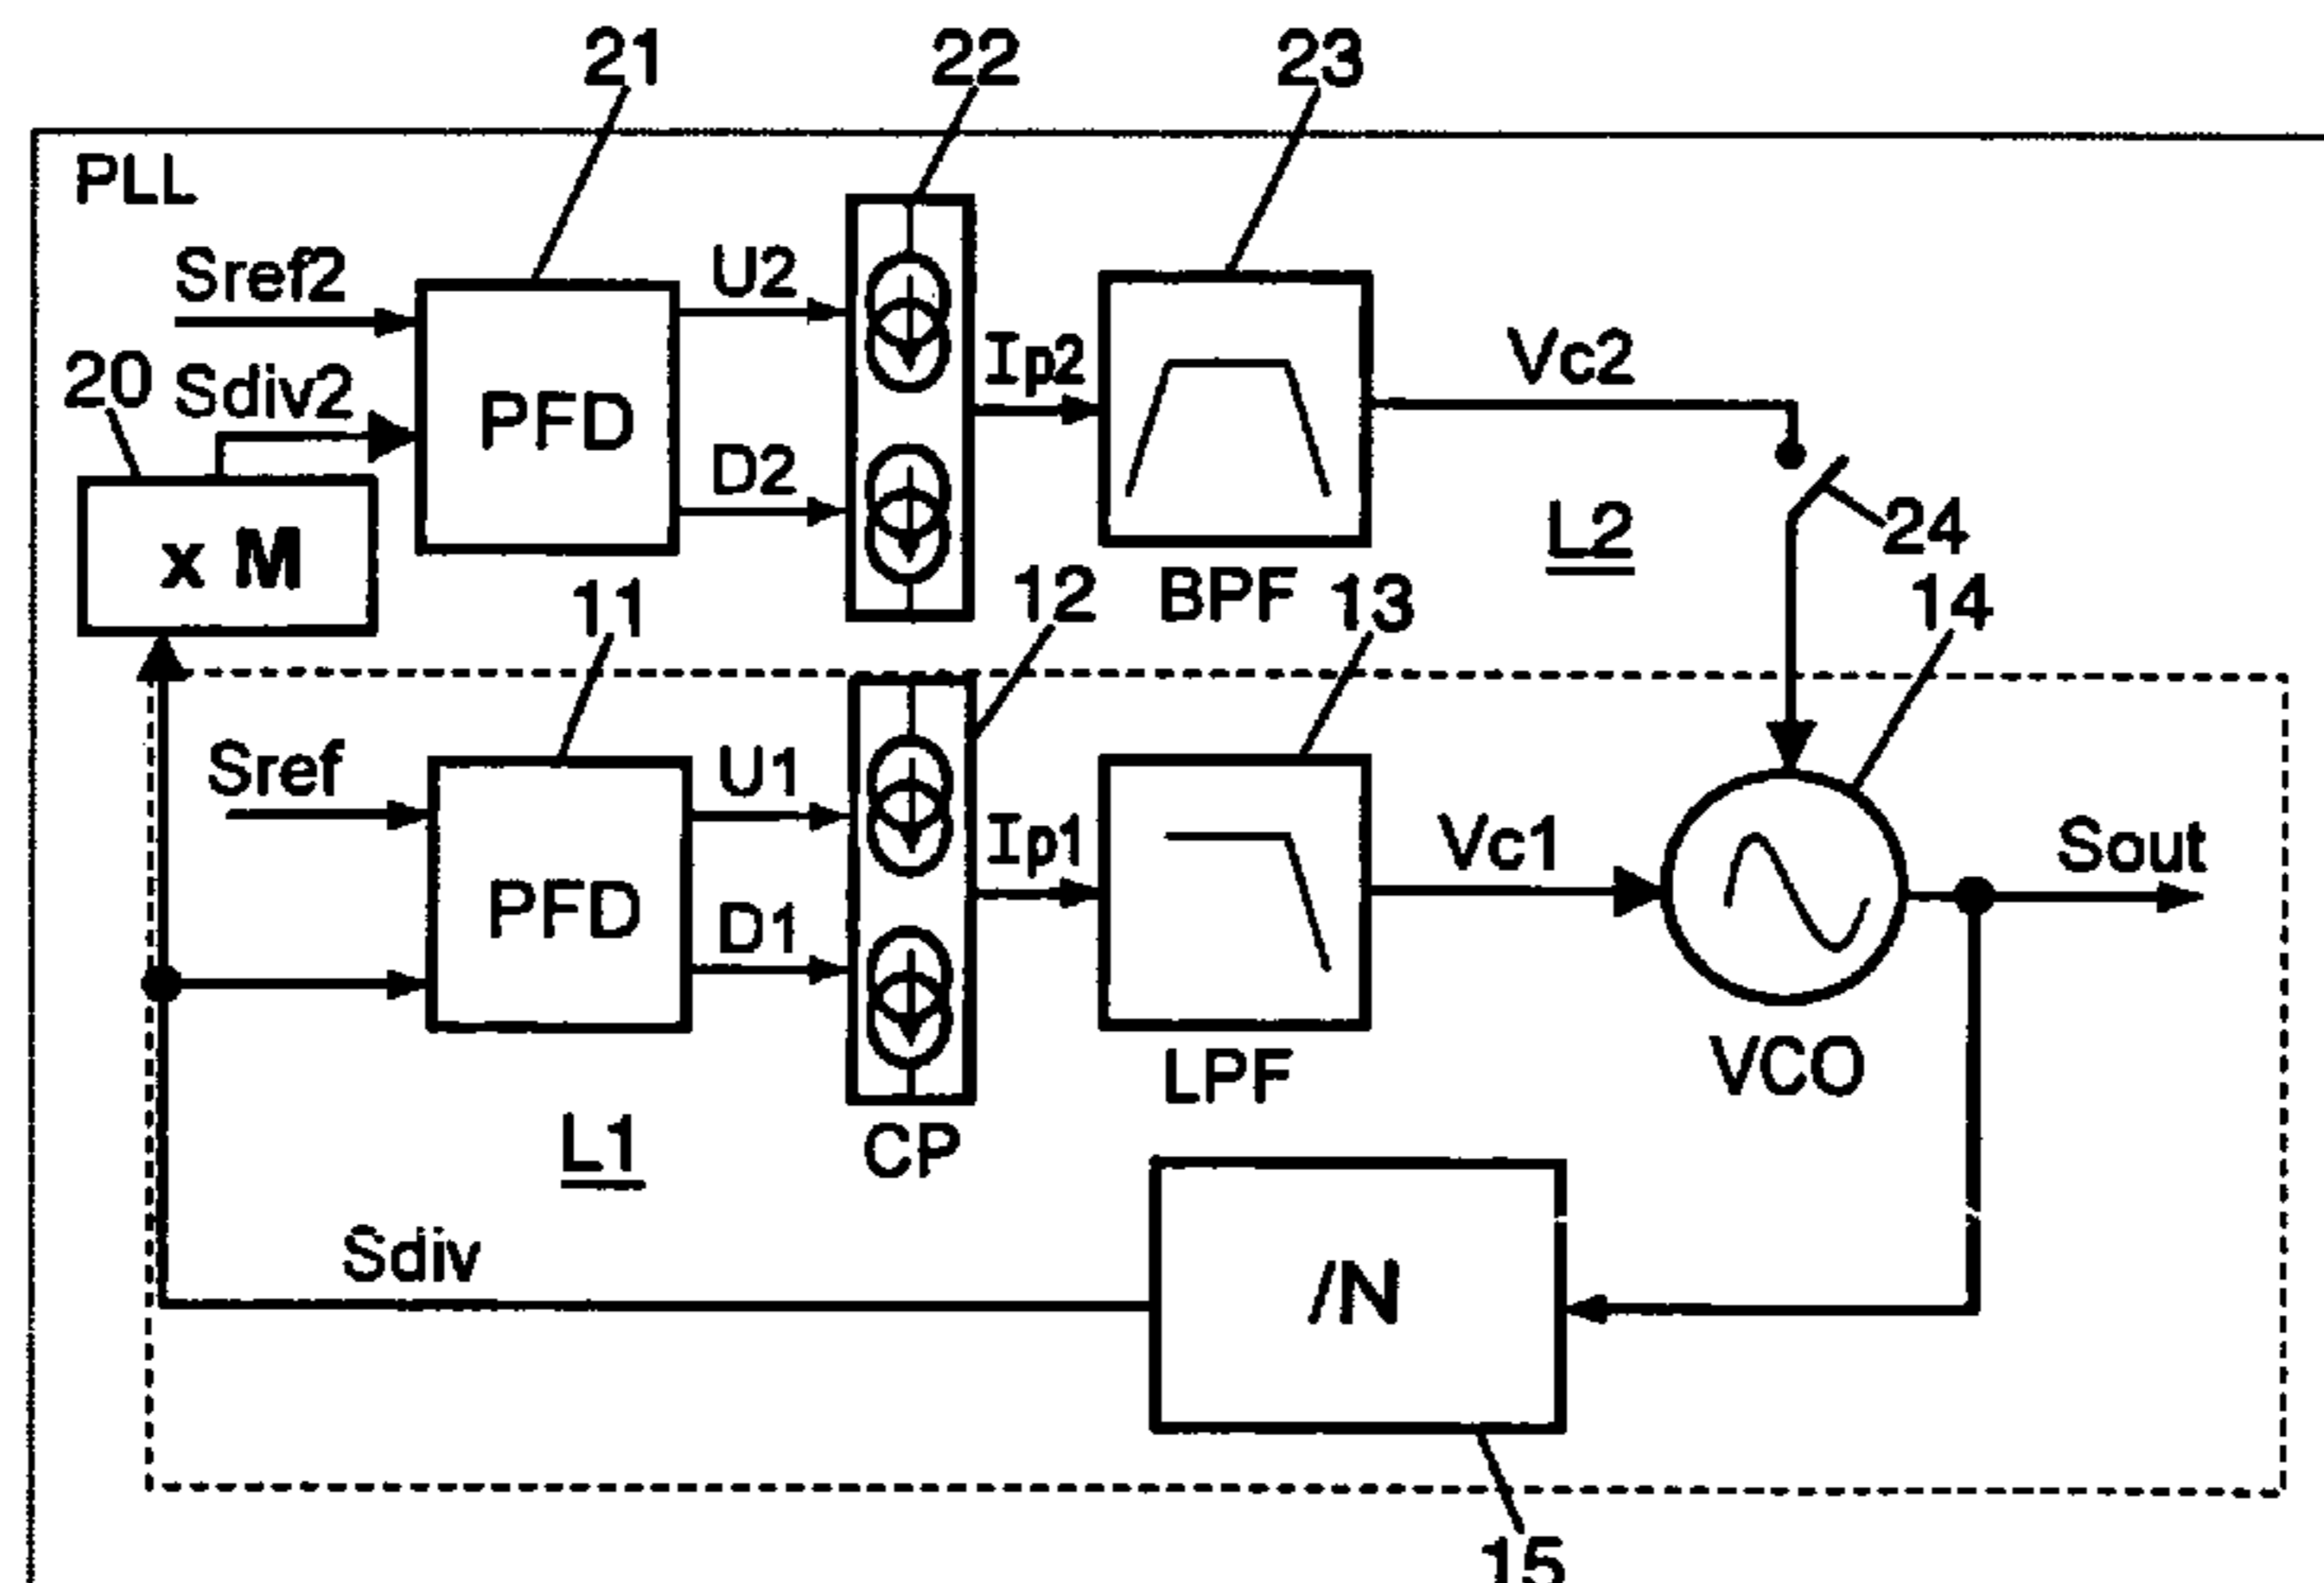 21 22 23
PLL
Sref2 U2
20 Sdiv2 Ip2 Vc2
PFD
D2
x M
L2 24
11 12 BPF 13 14
Sref U1
Ip1 Vc1 Sout
PFD
D1
LPF VCO
L1 CP
Sdiv
/N
15